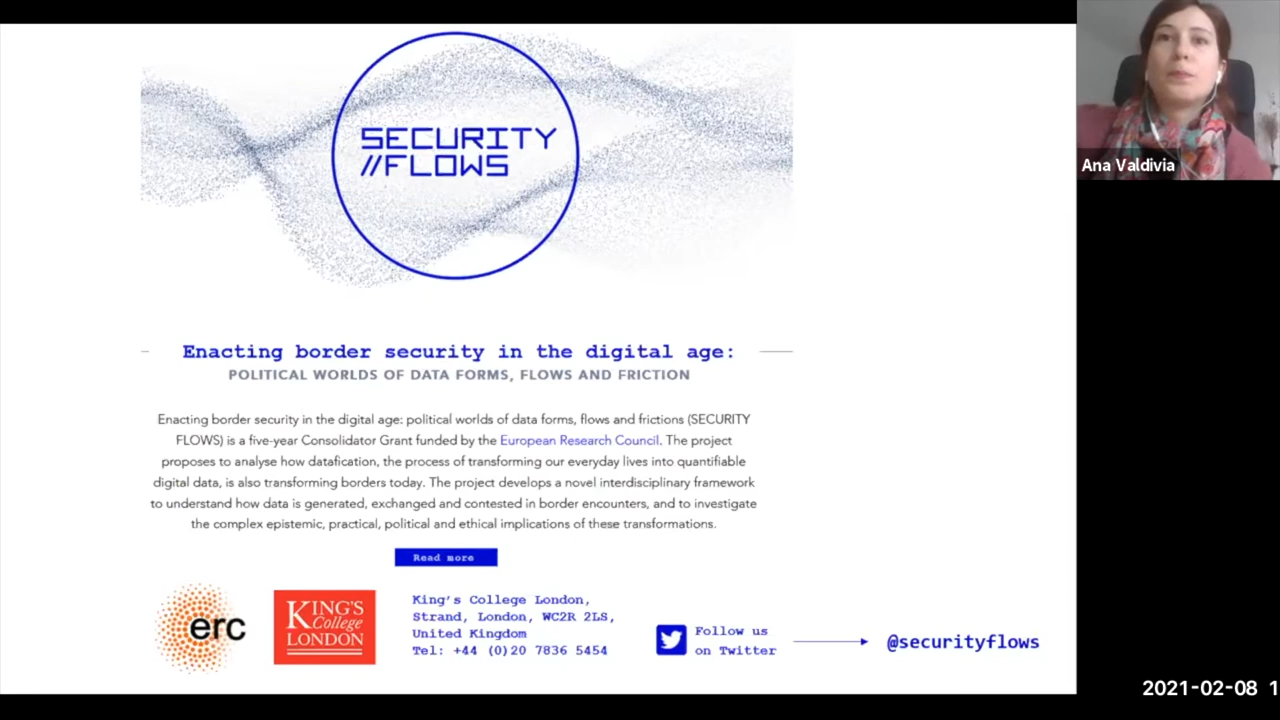 SECURITY
//FLOWS
Ana Valdivia
Enacting border security in the digital age:
POLITICAL WORLDS OF DATA FORMS, FLOWS AND FRICTION
Enacting border security in the digital age: political worlds of data forms, flows and frictions (SECURITY
FLOWS) is a five-year Consolidator Grant funded by the European Research Council. The project
proposes to analyse how datafication, the process of transforming our everyday lives into quantifiable
digital data, is also transforming borders today. The project develops a novel interdisciplinary framework
to understand how data is generated, exchanged and contested in border encounters, and to investigate
the complex epistemic, practical, political and ethical implications of these transformations.
Read more
erc
KING'S
College
LONDON
King's College London,
Strand, London, WC2R 2LS,
United Kingdom
Tel: +44 (0)20 7836 5454
Follow us
on Twitter
@securityflows
2021-02-08 1